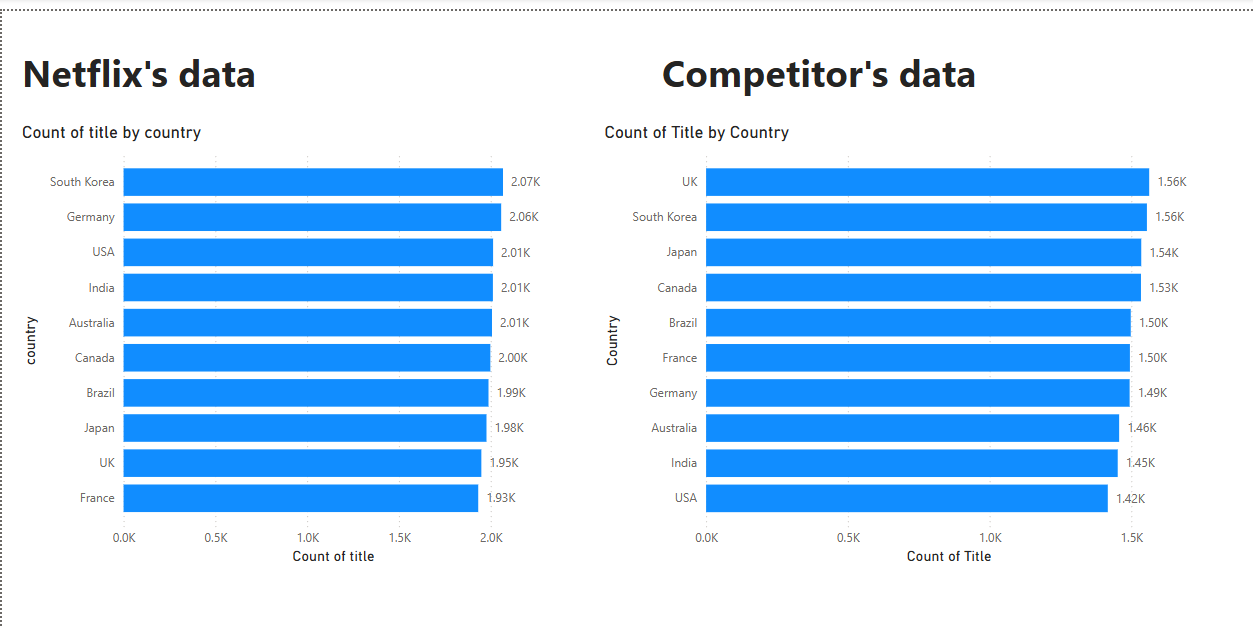 Netflix's data
Count of title by country
country
South Korea 2.07K
Germany 2.06K
USA 2.01K
India 2.01K
Australia 2.01K
Canada 2.00K
Brazil 1.99K
Japan 1.98K
UK 1.95K
France 1.93K
0.0K 0.5K 1.0K 1.5K 2.0K
Count of title
Competitor's data
Count of Title by Country
Country
UK 1.56K
South Korea 1.56K
Japan 1.54K
Canada 1.53K
Brazil 1.50K
France 1.50K
Germany 1.49K
Australia 1.46K
India 1.45K
USA 1.42K
0.0K 0.5K 1.0K 1.5K
Count of Title